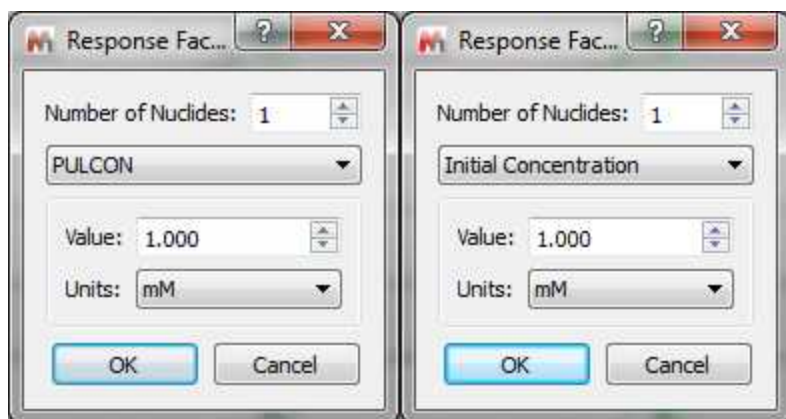 Response Fac...
Number of Nuclides: 1
PULCON
Value: 1.000
Units: mM
OK Cancel
Response Fac...
Number of Nuclides: 1
Initial Concentration
Value: 1.000
Units: mM
OK Cancel